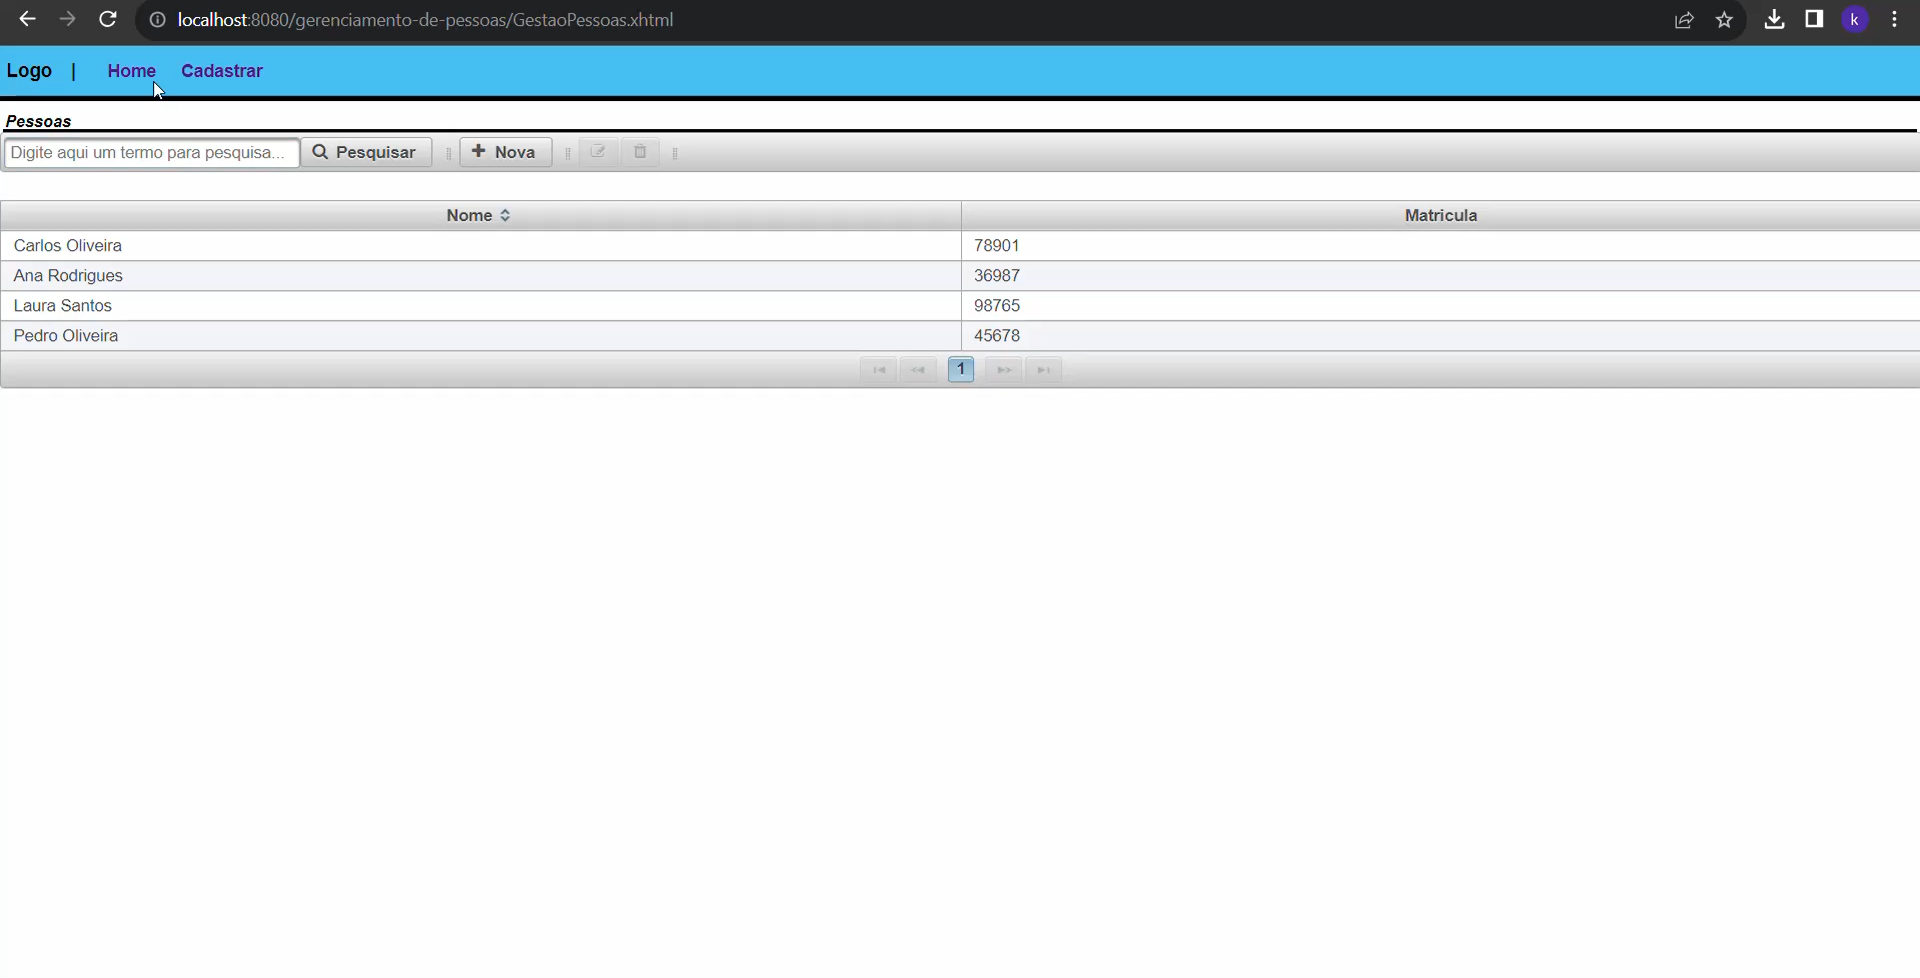 localhost:8080/gerenciamento-de-pessoas/GestaoPessoas.xhtml
k
Logo | Home Cadastrar
Pessoas
Digite aqui um termo para pesquisa... Pesquisar Nova
Nome Matricula
Carlos Oliveira 78901
Ana Rodrigues 36987
Laura Santos 98765
Pedro Oliveira 45678
1